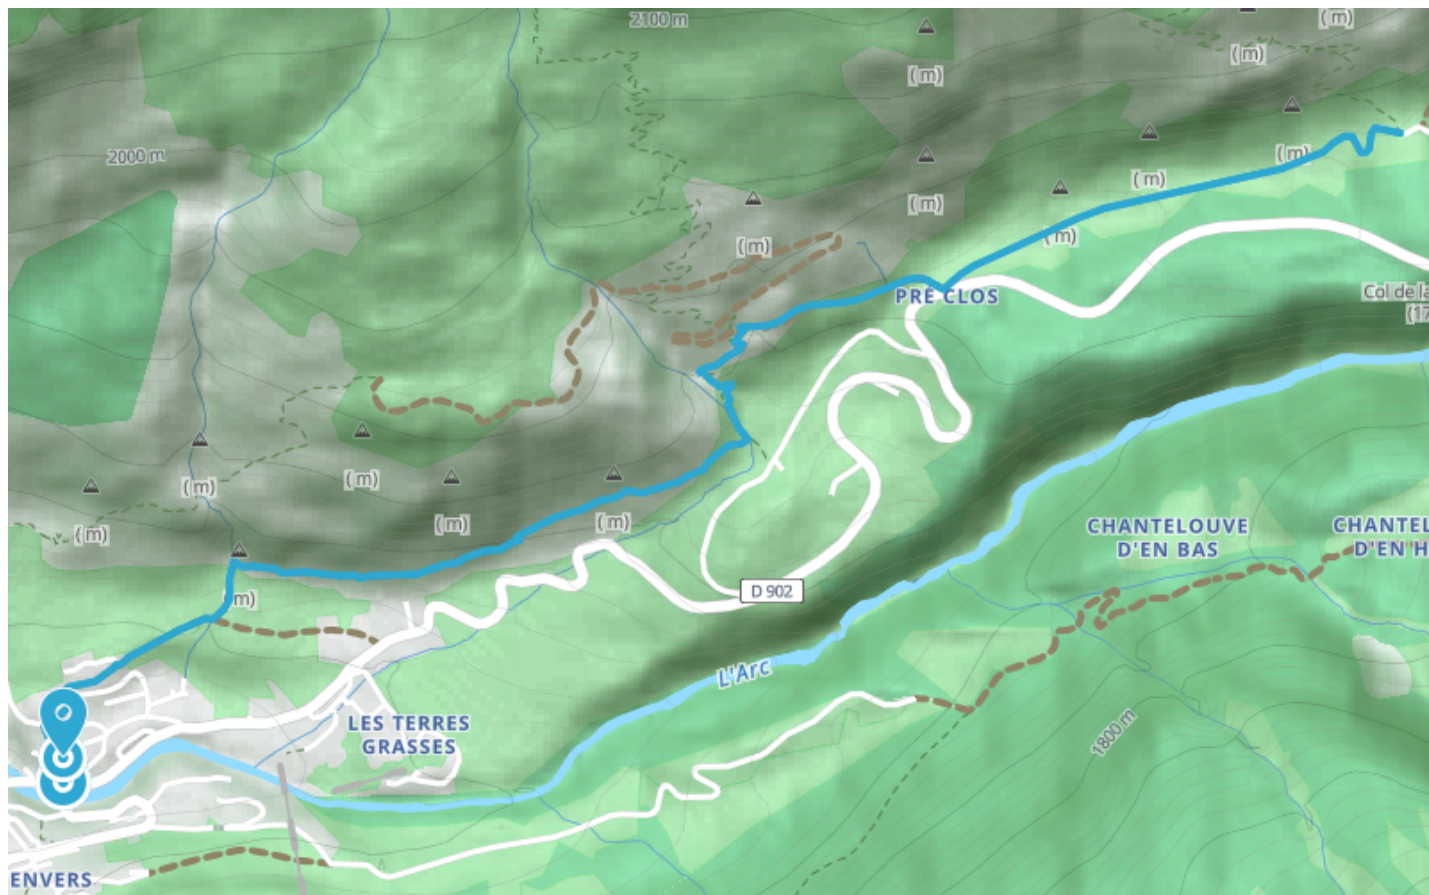 2100 m
( m)
( m)
( m)
2000 m
( m)
( m)
( m)
( m)
( m)
( m)
PRÉ CLOS
Col de la
(17
( m)
( m)
( m)
( m)
( m)
CHANTELOUVE
D'EN BAS
CHANTEL
D'EN H
D 902
m)
L'Arc
LES TERRES
GRASSES
1800 m
ENVERS